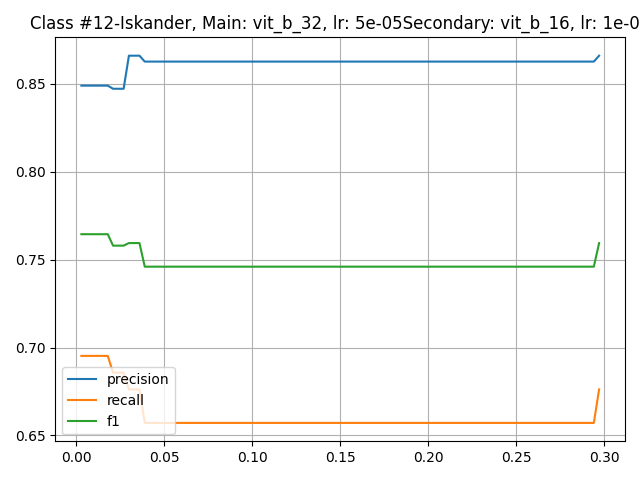 Class #12-Iskander, Main: vit_b_32, lr: 5e-05Secondary: vit_b_16, lr: 1e-0
0.85
0.80
0.75
0.70
0.65
precision
recall
f1
0.00 0.05 0.10 0.15 0.20 0.25 0.30